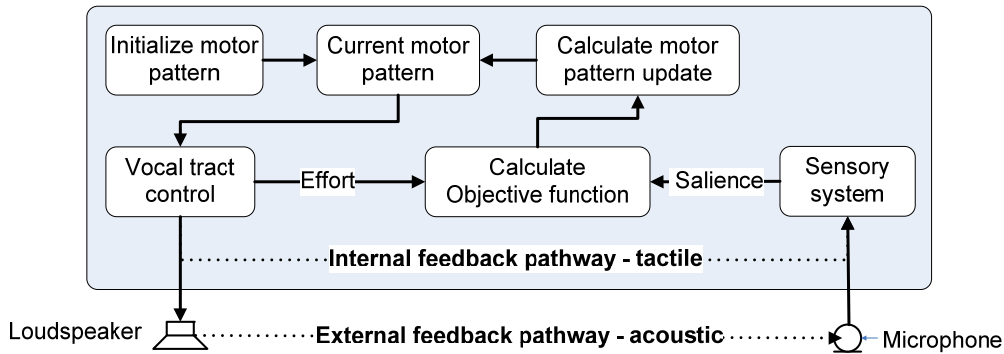 Initialize motor
pattern
Current motor
pattern
Calculate motor
pattern update
Vocal tract
control
Effort
Calculate
Objective function
Salience
Sensory
system
Internal feedback pathway - tactile
Loudspeaker
External feedback pathway - acoustic
Microphone